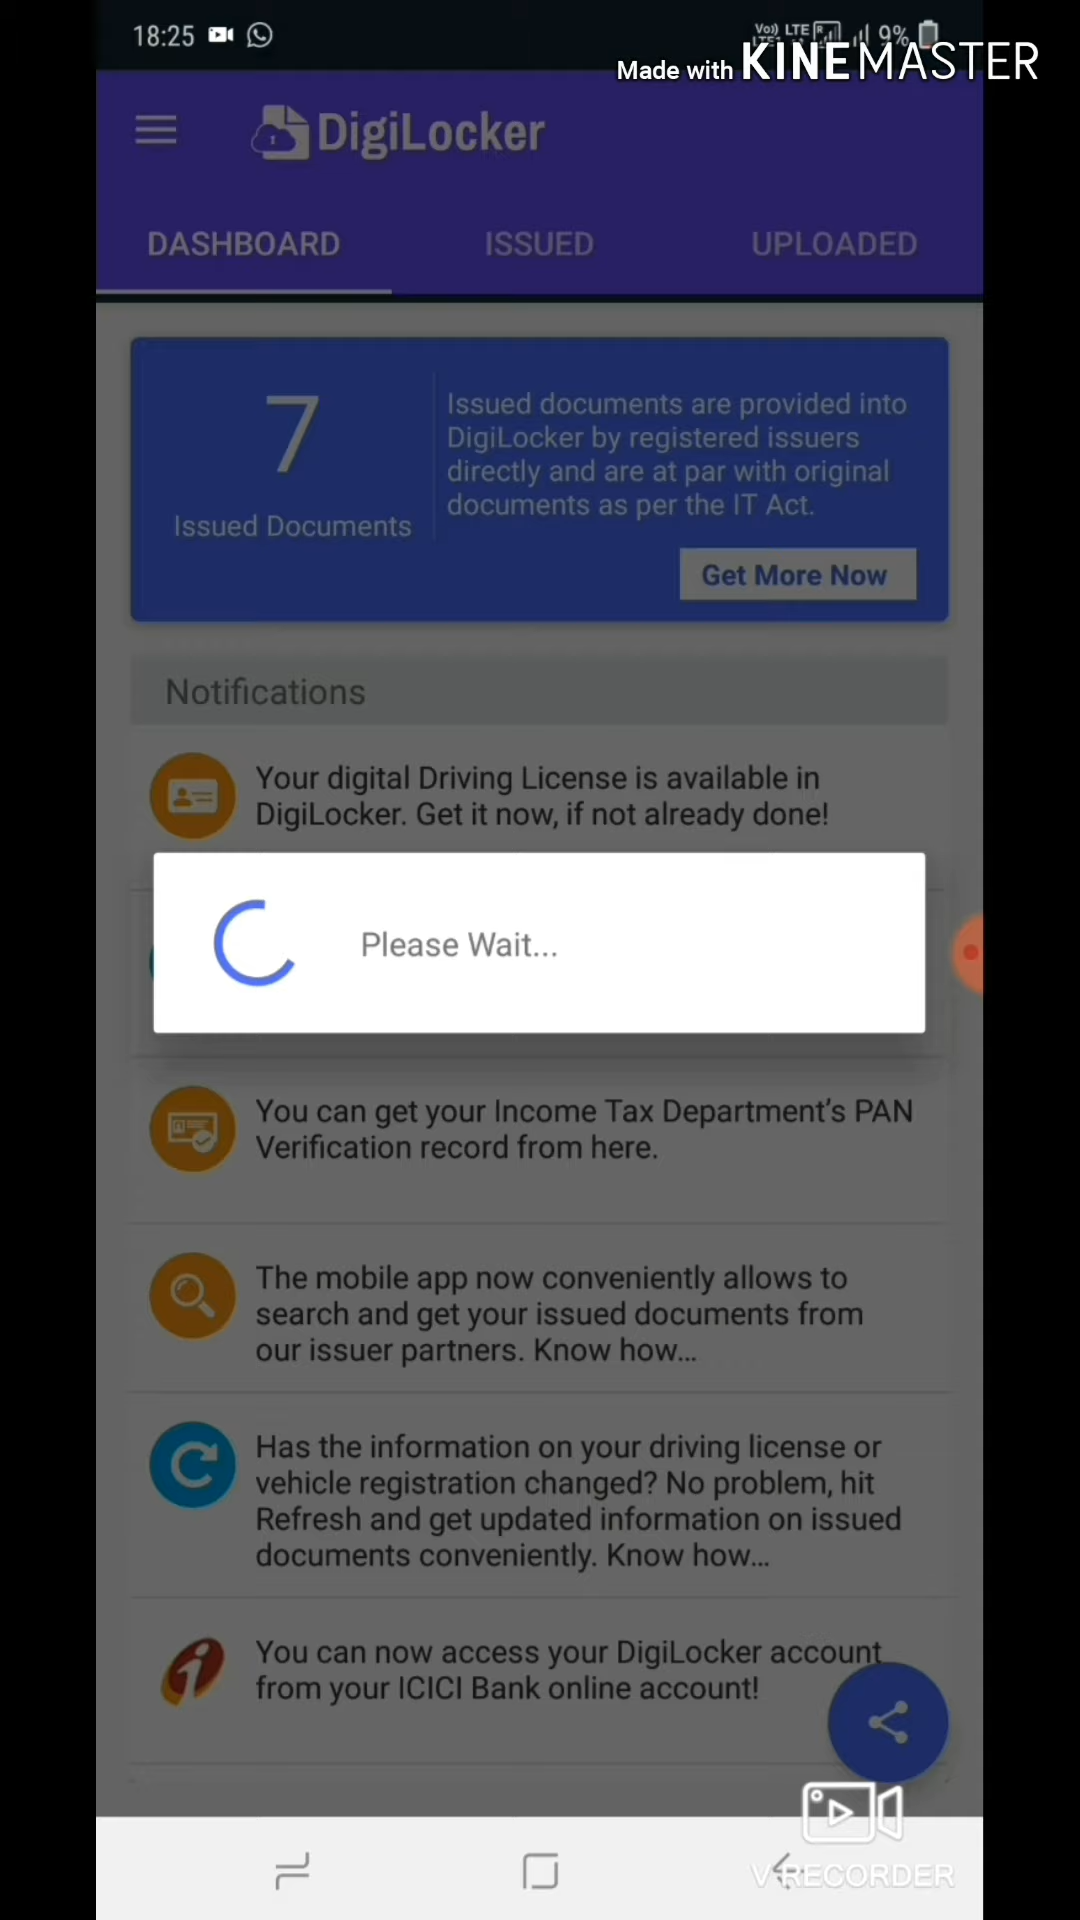 18:25
LTE
9%
Made with KINEMASTER
DigiLocker
DASHBOARD
ISSUED
UPLOADED
7
Issued Documents
Issued documents are provided into
DigiLocker by registered issuers
directly and are at par with original
documents as per the IT Act.
Get More Now
Notifications
Your digital Driving License is available in
DigiLocker. Get it now, if not already done!
Please Wait...
You can get your Income Tax Department's PAN
Verification record from here.
The mobile app now conveniently allows to
search and get your issued documents from
our issuer partners. Know how...
Has the information on your driving license or
vehicle registration changed? No problem, hit
Refresh and get updated information on issued
documents conveniently. Know how...
You can now access your DigiLocker account
from your ICICI Bank online account!
V RECORDER